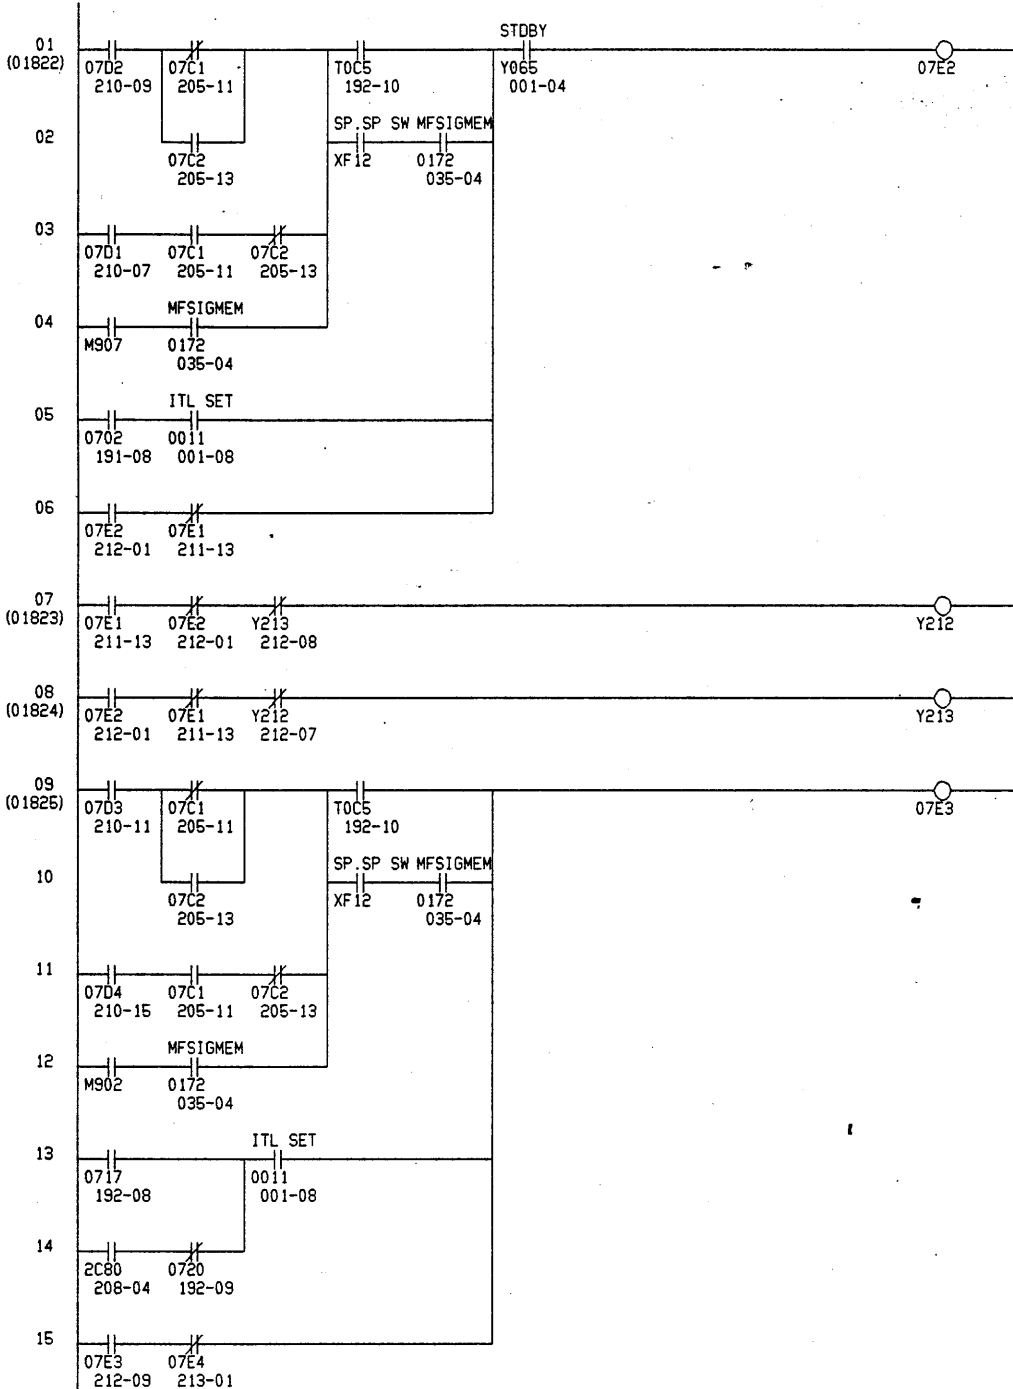 STDBY
01
(01822)
07D2 07C1 T0C5 Y065 07E2
210-09 205-11 192-10 001-04
SP.SP SW MFSIGMEM
02
07C2 XF12 0172
205-13 035-04
03
07D1 07C1 07C2
210-07 205-11 205-13
MFSIGMEM
04
M907 0172
035-04
ITL SET
05
0702 0011
191-08 001-08
06
07E2 07E1
212-01 211-13
07
(01823)
07E1 07E2 Y213 Y212
211-13 212-01 212-08
08
(01824)
07E2 07E1 Y212 Y213
212-01 211-13 212-07
09
(01825)
07D3 07C1 T0C5 07E3
210-11 205-11 192-10
SP.SP SW MFSIGMEM
10
07C2 XF12 0172
205-13 035-04
11
07D4 07C1 07C2
210-15 205-11 205-13
MFSIGMEM
12
M902 0172
035-04
ITL SET
13
0717 0011
192-08 001-08
14
2C80 0720
208-04 192-09
15
07E3 07E4
212-09 213-01